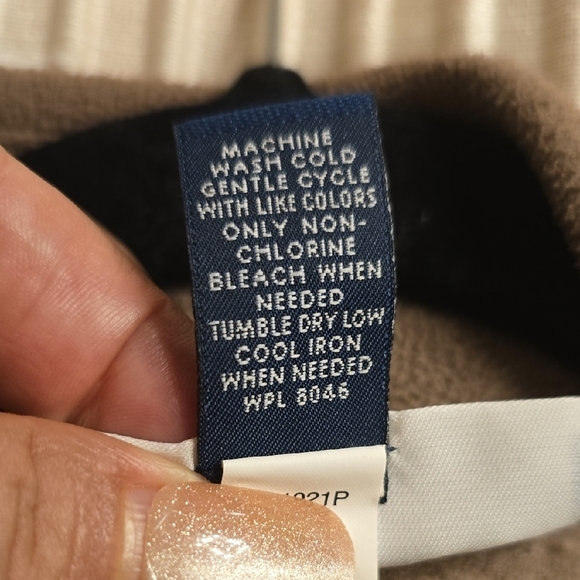 MACHINE
WASH COLD
GENTLE CYCLE
WITH LIKE COLORS
ONLY NON-
CHLORINE
BLEACH WHEN
NEEDED
TUMBLE DRY LOW
COOL IRON
WHEN NEEDED
WPL 8046